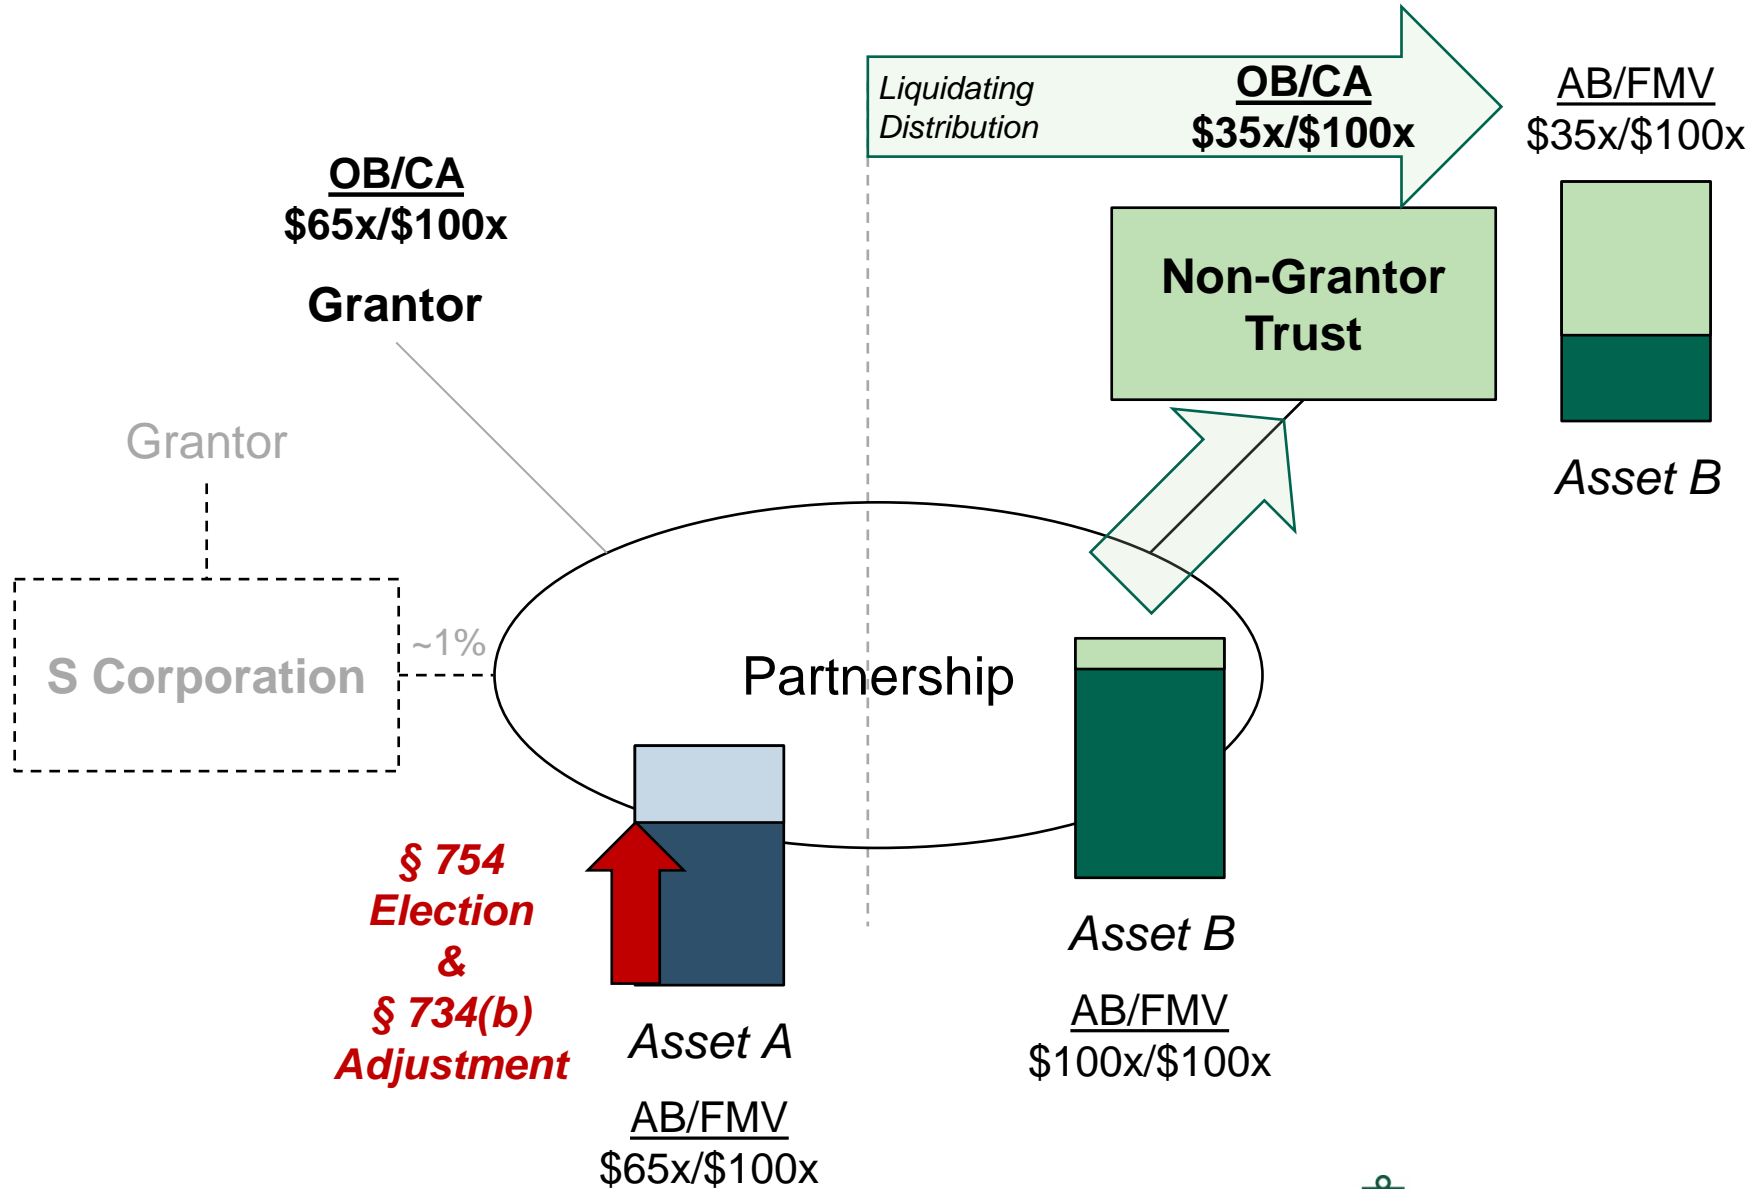 Liquidating
Distribution
OB/CA
$35x/$100x
AB/FMV
$35x/$100x
OB/CA
$65x/$100x
Grantor
Non-Grantor
Trust
Grantor
Asset B
S Corporation
~1%
Partnership
§ 754
Election
&
§ 734(b)
Adjustment
Asset A
AB/FMV
$65x/$100x
Asset B
AB/FMV
$100x/$100x